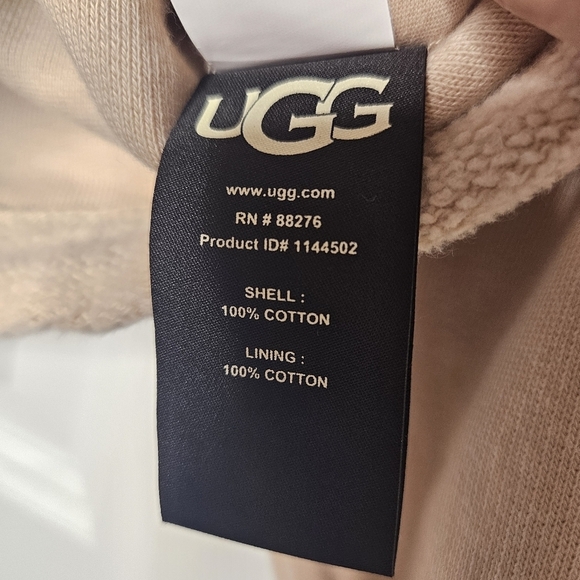 UGG
www.ugg.com
RN # 88276
Product ID# 1144502
SHELL :
100% COTTON
LINING :
100% COTTON